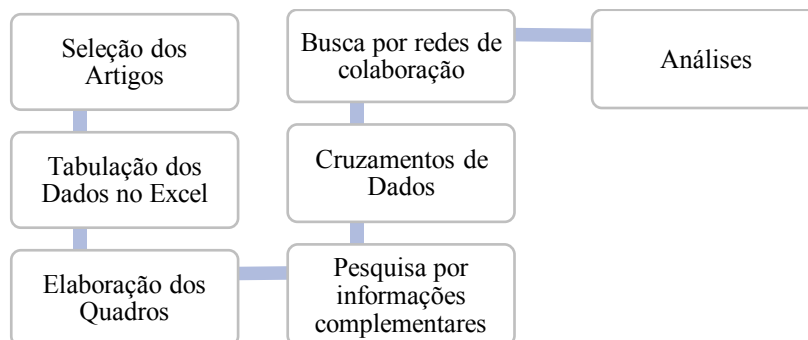 Seleção dos
Artigos
Tabulação dos
Dados no Excel
Elaboração dos
Quadros
Pesquisa por
informações
complementares
Cruzamentos de
Dados
Busca por redes de
colaboração
Análises